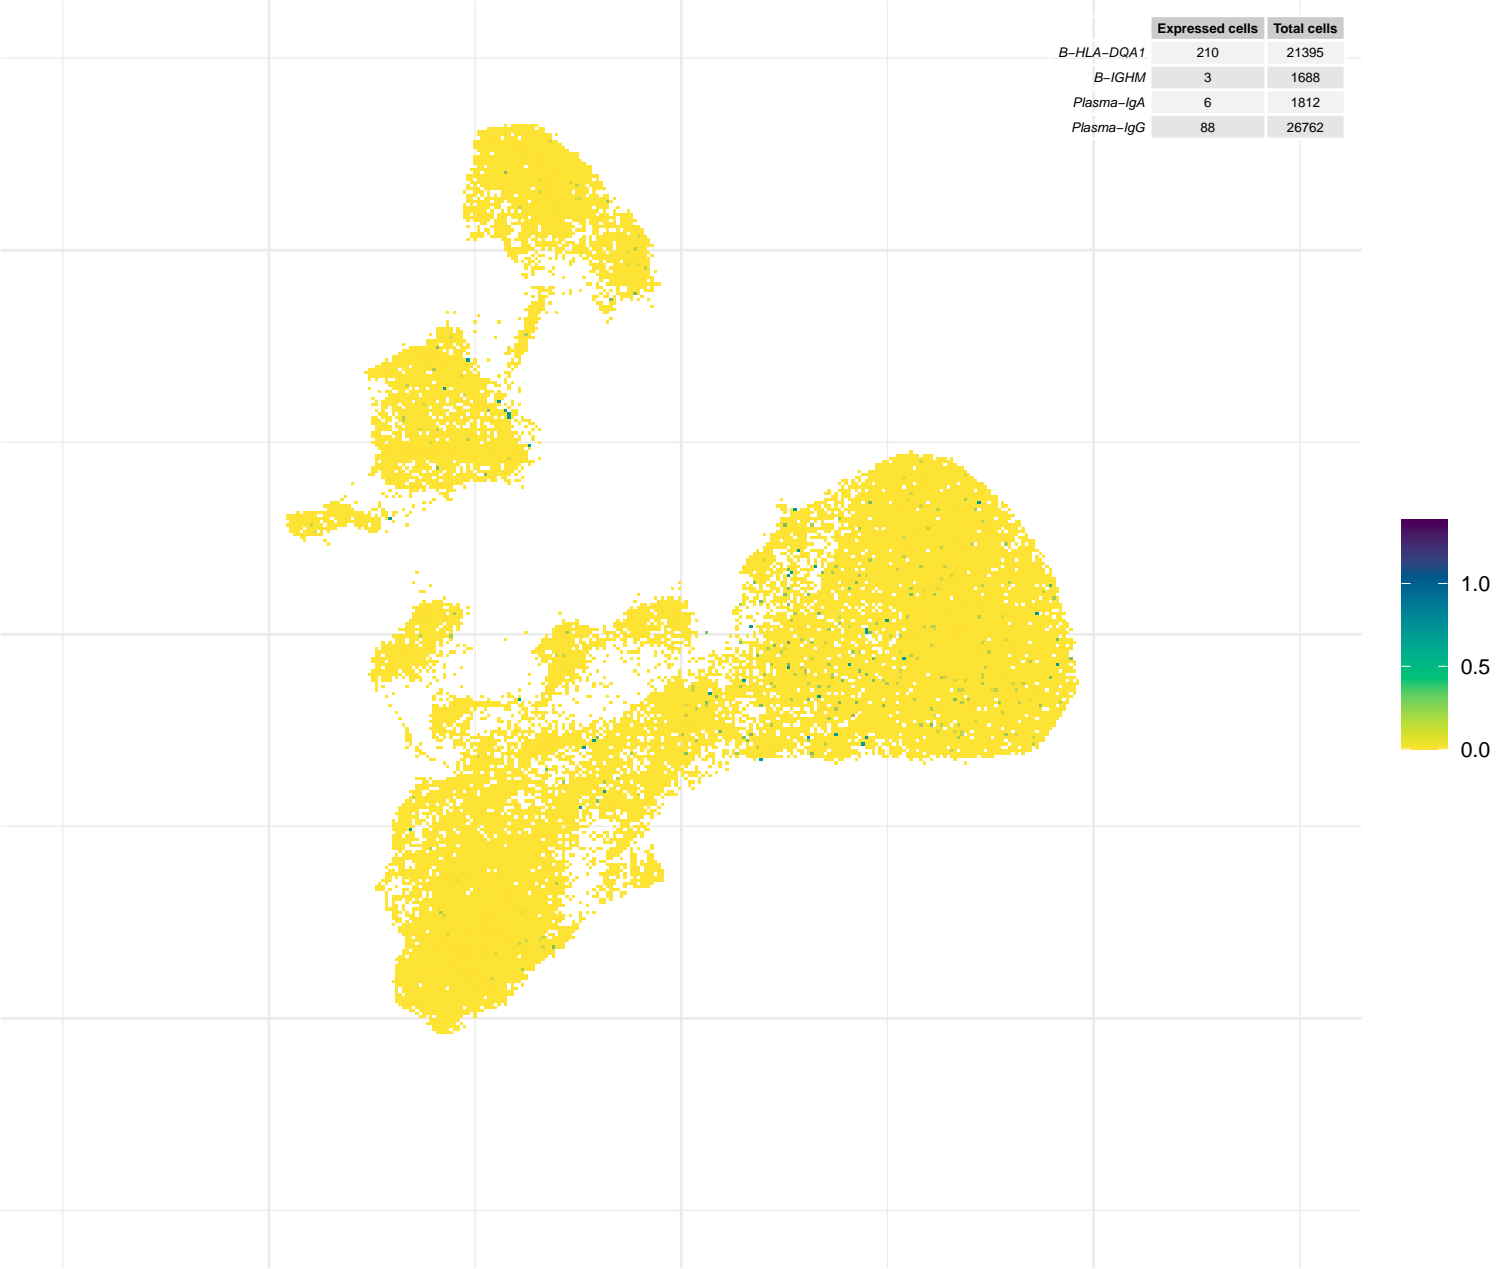 Expressed cells Total cells
B−HLA−DQA1 210 21395
B−IGHM 3 1688
Plasma−IgA 6 1812
Plasma−IgG 88 26762
1.0
0.5
0.0